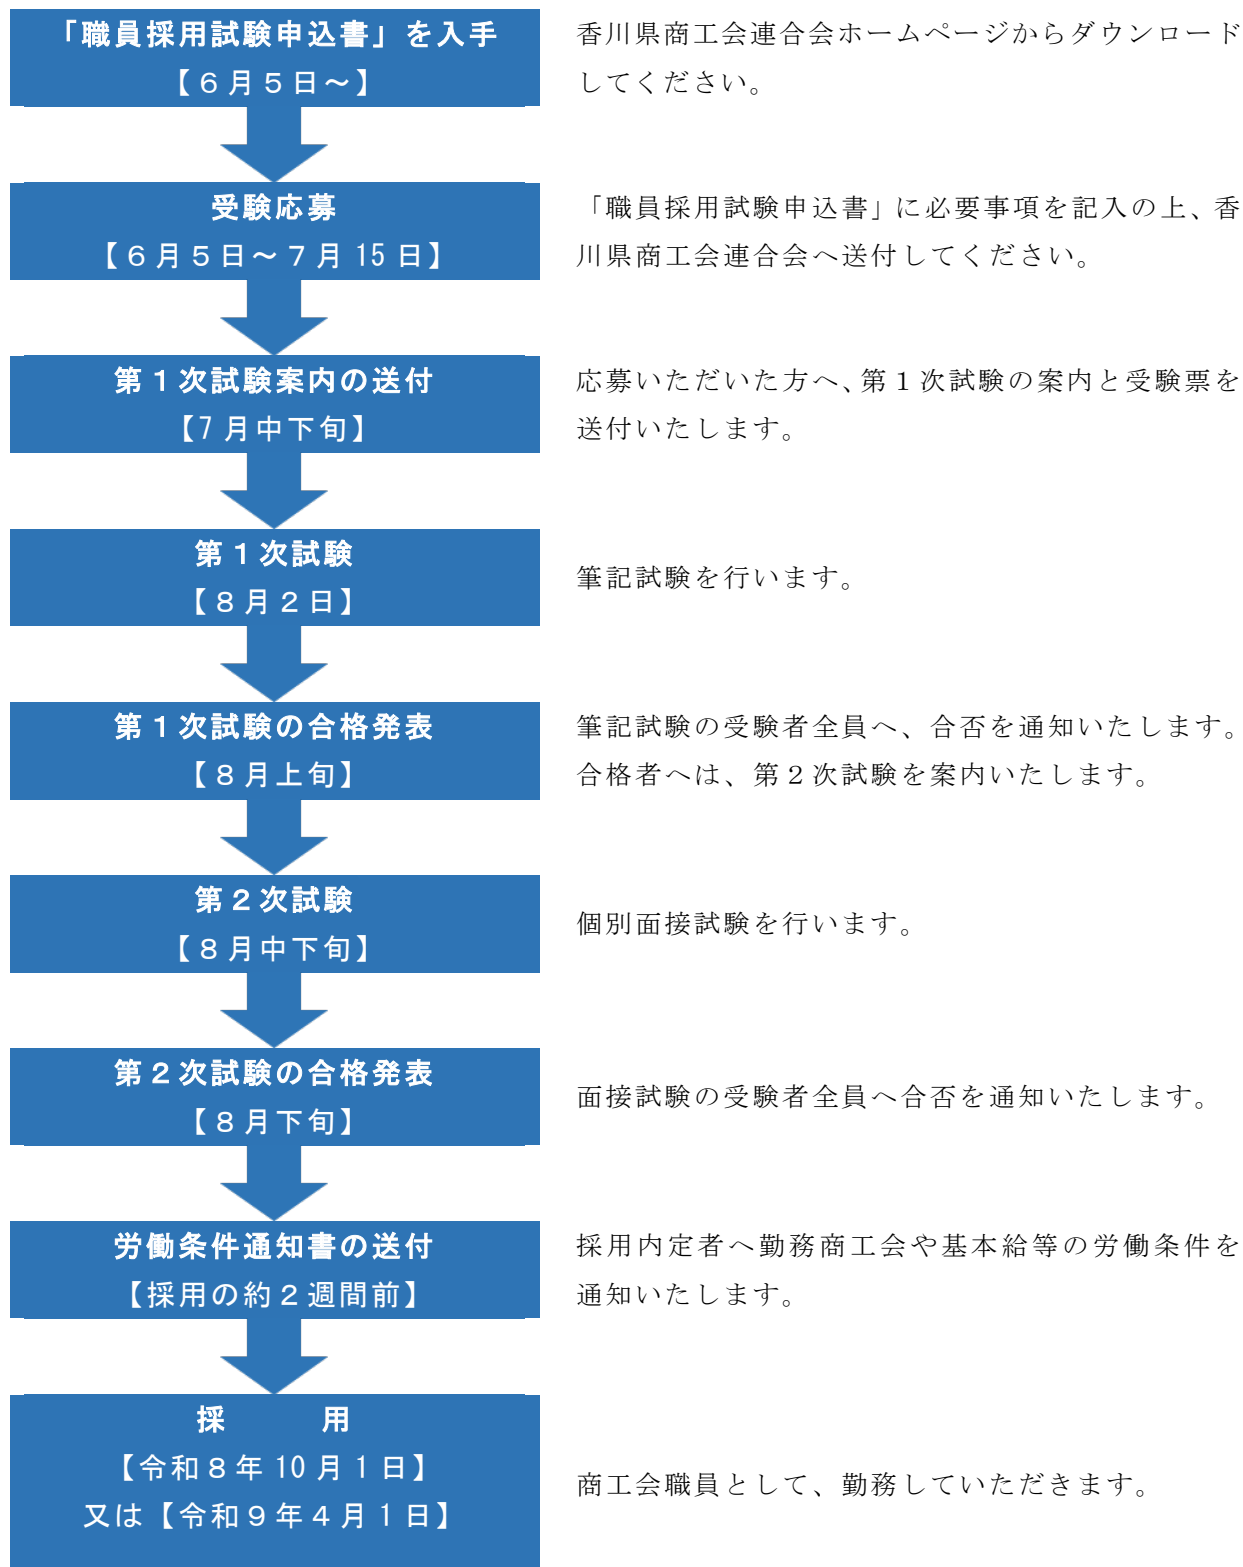 「職員採用試験申込書」を入手
【６月５日～】
香川県商工会連合会ホームページからダウンロード
してください。
受験応募
【６月５日～７月 15 日】
「職員採用試験申込書」に必要事項を記入の上、香
川県商工会連合会へ送付してください。
第１次試験案内の送付
【7 月中下旬】
応募いただいた方へ、第１次試験の案内と受験票を
送付いたします。
第１次試験
【８月２日】
筆記試験を行います。
第１次試験の合格発表
【８月上旬】
筆記試験の受験者全員へ、合否を通知いたします。
合格者へは、第２次試験を案内いたします。
第２次試験
【８月中下旬】
個別面接試験を行います。
第２次試験の合格発表
【８月下旬】
面接試験の受験者全員へ合否を通知いたします。
労働条件通知書の送付
【採用の約２週間前】
採用内定者へ勤務商工会や基本給等の労働条件を
通知いたします。
採　　　用
【令和８年 10 月１日】
又は【令和９年４月１日】
商工会職員として、勤務していただきます。